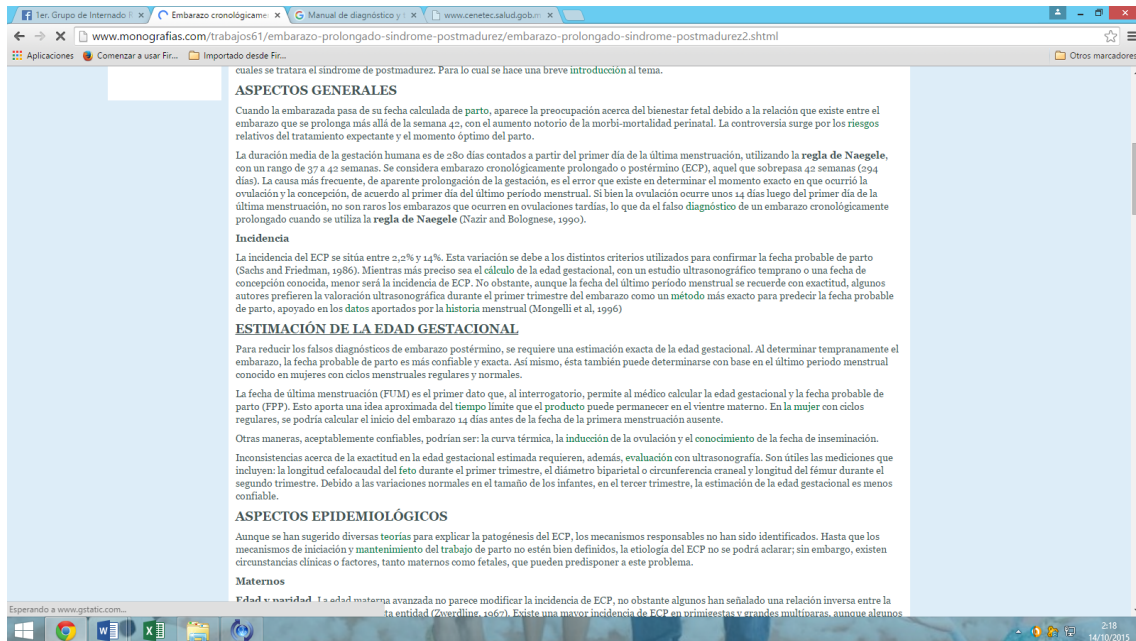 1er. Grupo de Internado R
Embarazo cronológicame
Manual de diagnóstico y t
www.cenetec.salud.gob.m
www.monografias.com/trabajos61/embarazo-prolongado-sindrome-postmadurez/embarazo-prolongado-sindrome-postmadurez2.shtml
Aplicaciones Comenzar a usar Fir... Importado desde Fir... Otros marcadores
cuales se tratara el síndrome de postmadurez. Para lo cual se hace una breve introducción al tema.
ASPECTOS GENERALES
Cuando la embarazada pasa de su fecha calculada de parto, aparece la preocupación acerca del bienestar fetal debido a la relación que existe entre el
embarazo que se prolonga más allá de la semana 42, con el aumento notorio de la morbi-mortalidad perinatal. La controversia surge por los riesgos
relativos del tratamiento expectante y el momento óptimo del parto.
La duración media de la gestación humana es de 280 días contados a partir del primer día de la última menstruación, utilizando la regla de Naegele,
con un rango de 37 a 42 semanas. Se considera embarazo cronológicamente prolongado o postérmino (ECP), aquel que sobrepasa 42 semanas (294
días). La causa más frecuente, de aparente prolongación de la gestación, es el error que existe en determinar el momento exacto en que ocurrió la
ovulación y la concepción, de acuerdo al primer día del último período menstrual. Si bien la ovulación ocurre unos 14 días luego del primer día de la
última menstruación, no son raros los embarazos que ocurren en ovulaciones tardías, lo que da el falso diagnóstico de un embarazo cronológicamente
prolongado cuando se utiliza la regla de Naegele (Nazir and Bolognese, 1990).
Incidencia
La incidencia del ECP se sitúa entre 2,2% y 14%. Esta variación se debe a los distintos criterios utilizados para confirmar la fecha probable de parto
(Sachs and Friedman, 1986). Mientras más preciso sea el cálculo de la edad gestacional, con un estudio ultrasonográfico temprano o una fecha de
concepción conocida, menor será la incidencia de ECP. No obstante, aunque la fecha del último período menstrual se recuerde con exactitud, algunos
autores prefieren la valoración ultrasonográfica durante el primer trimestre del embarazo como un método más exacto para predecir la fecha probable
de parto, apoyado en los datos aportados por la historia menstrual (Mongelli et al, 1996)
ESTIMACIÓN DE LA EDAD GESTACIONAL
Para reducir los falsos diagnósticos de embarazo postérmino, se requiere una estimación exacta de la edad gestacional. Al determinar tempranamente el
embarazo, la fecha probable de parto es más confiable y exacta. Así mismo, ésta también puede determinarse con base en el último periodo menstrual
conocido en mujeres con ciclos menstruales regulares y normales.
La fecha de última menstruación (FUM) es el primer dato que, al interrogatorio, permite al médico calcular la edad gestacional y la fecha probable de
parto (FPP). Esto aporta una idea aproximada del tiempo límite que el producto puede permanecer en el vientre materno. En la mujer con ciclos
regulares, se podría calcular el inicio del embarazo 14 días antes de la fecha de la primera menstruación ausente.
Otras maneras, aceptablemente confiables, podrían ser: la curva térmica, la inducción de la ovulación y el conocimiento de la fecha de inseminación.
Inconsistencias acerca de la exactitud en la edad gestacional estimada requieren, además, evaluación con ultrasonografía. Son útiles las mediciones que
incluyen: la longitud cefalocaudal del feto durante el primer trimestre, el diámetro biparietal o circunferencia craneal y longitud del fémur durante el
segundo trimestre. Debido a las variaciones normales en el tamaño de los infantes, en el tercer trimestre, la estimación de la edad gestacional es menos
confiable.
ASPECTOS EPIDEMIOLÓGICOS
Aunque se han sugerido diversas teorías para explicar la patogénesis del ECP, los mecanismos responsables no han sido identificados. Hasta que los
mecanismos de iniciación y mantenimiento del trabajo de parto no estén bien definidos, la etiología del ECP no se podrá aclarar; sin embargo, existen
circunstancias clínicas o factores, tanto maternos como fetales, que pueden predisponer a este problema.
Maternos
Edad y paridad. La edad materna avanzada no parece modificar la incidencia de ECP, no obstante algunos han señalado una relación inversa entre la
ta entidad (Zwerdling, 1967). Existe una mayor incidencia de ECP en primigestas y grandes multíparas, aunque algunos
Esperando a www.gstatic.com...
2:18
14/10/2015